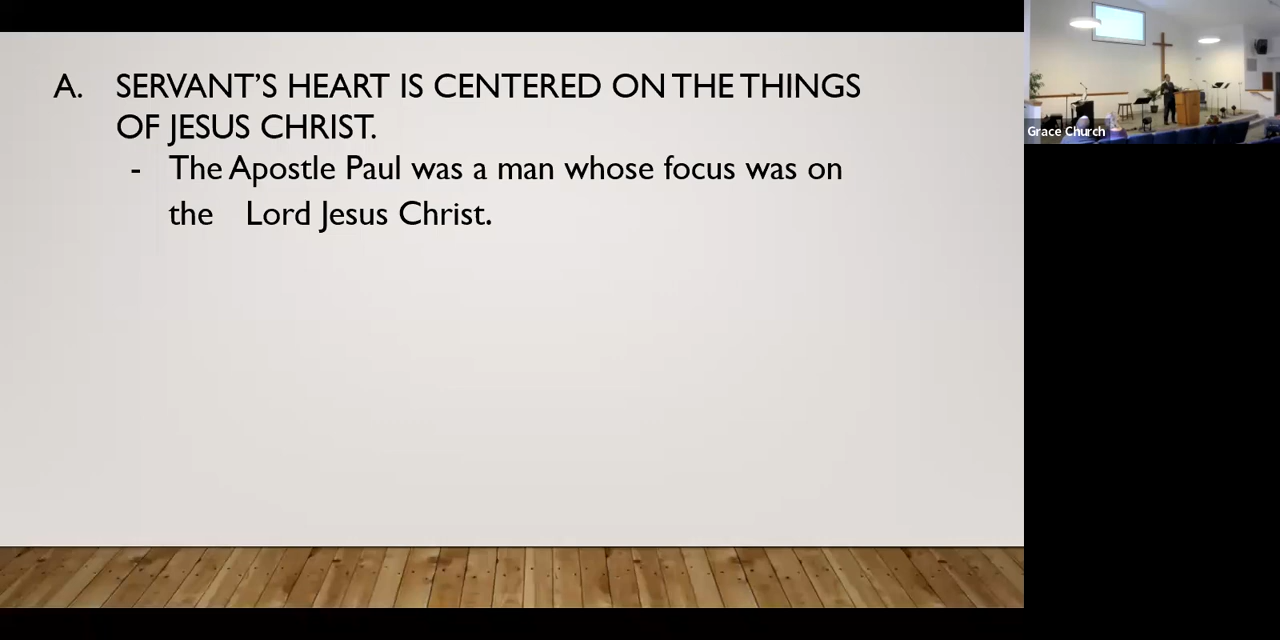 A. SERVANT'S HEART IS CENTERED ON THE THINGS
OF JESUS CHRIST.
- The Apostle Paul was a man whose focus was on
the Lord Jesus Christ.
Grace Church